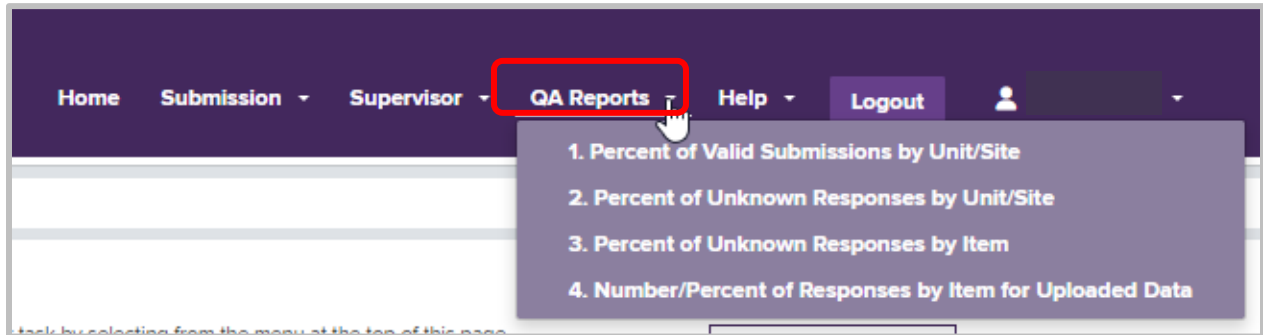 Home Submission Supervisor QA Reports Help Logout
1. Percent of Valid Submissions by Unit/Site
2. Percent of Unknown Responses by Unit/Site
3. Percent of Unknown Responses by Item
4. Number/Percent of Responses by Item for Uploaded Data
task by selecting from the menu at the top of this page